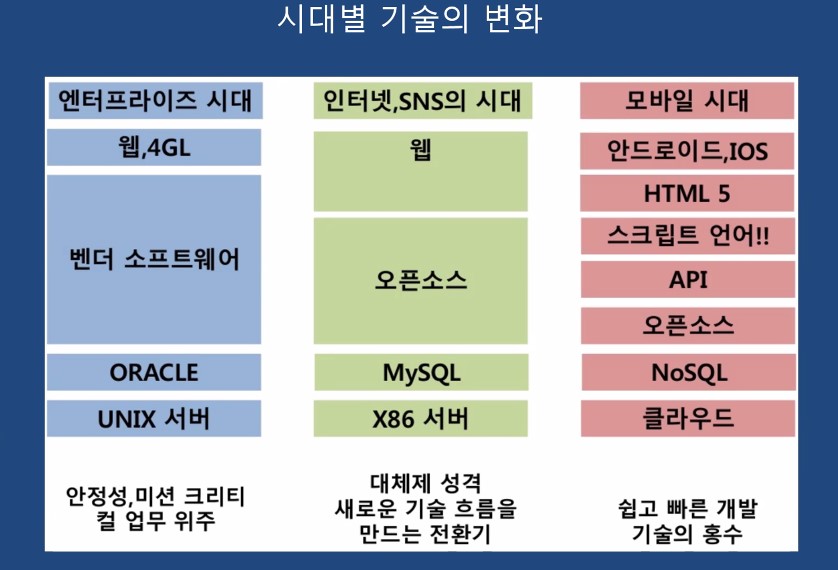 시대별 기술의 변화
엔터프라이즈 시대
웹,4GL
벤더 소프트웨어
ORACLE
UNIX 서버
안정성,미션 크리티
컬 업무 위주
인터넷,SNS의 시대
웹
오픈소스
MySQL
X86 서버
대체제 성격
새로운 기술 흐름을
만드는 전환기
모바일 시대
안드로이드,IOS
HTML 5
스크립트 언어!!
API
오픈소스
NoSQL
클라우드
쉽고 빠른 개발
기술의 홍수